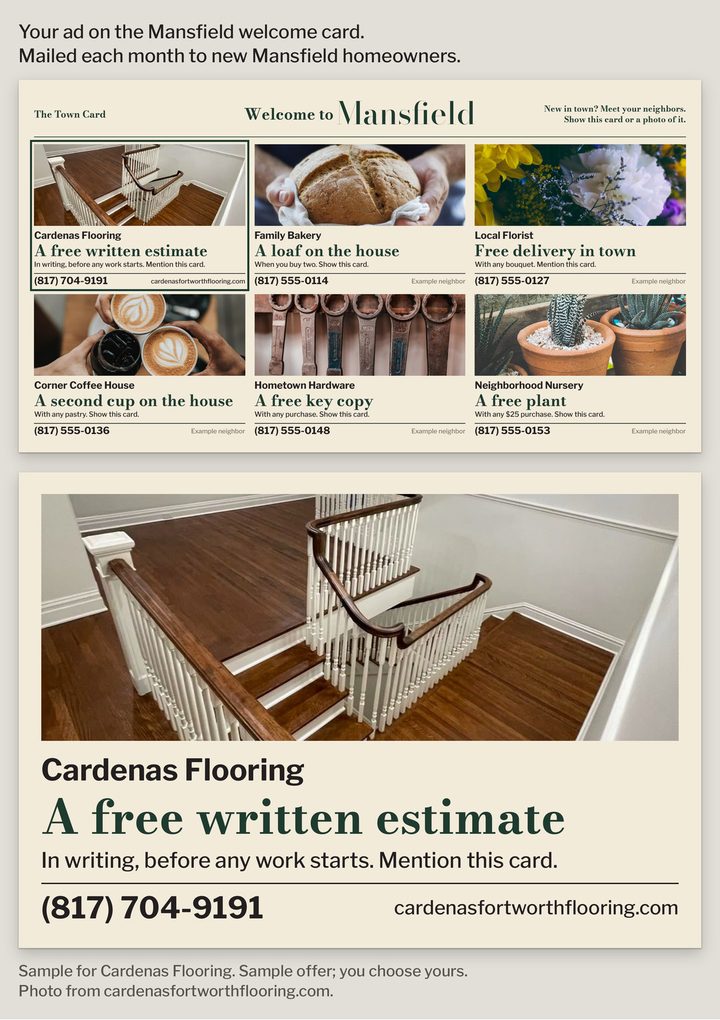 Your ad on the Mansfield welcome card.
Mailed each month to new Mansfield homeowners.
The Town Card
Welcome to Mansfield
New in town? Meet your neighbors.
Show this card or a photo of it.
Cardenas Flooring
A free written estimate
In writing, before any work starts. Mention this card.
(817) 704-9191
cardenasfortworthflooring.com
Family Bakery
A loaf on the house
When you buy two. Show this card.
(817) 555-0114
Example neighbor
Local Florist
Free delivery in town
With any bouquet. Mention this card.
(817) 555-0127
Example neighbor
Corner Coffee House
A second cup on the house
With any pastry. Show this card.
(817) 555-0136
Example neighbor
Hometown Hardware
A free key copy
With any purchase. Show this card.
(817) 555-0148
Example neighbor
Neighborhood Nursery
A free plant
With any $25 purchase. Show this card.
(817) 555-0153
Example neighbor
Cardenas Flooring
A free written estimate
In writing, before any work starts. Mention this card.
(817) 704-9191
cardenasfortworthflooring.com
Sample for Cardenas Flooring. Sample offer; you choose yours.
Photo from cardenasfortworthflooring.com.